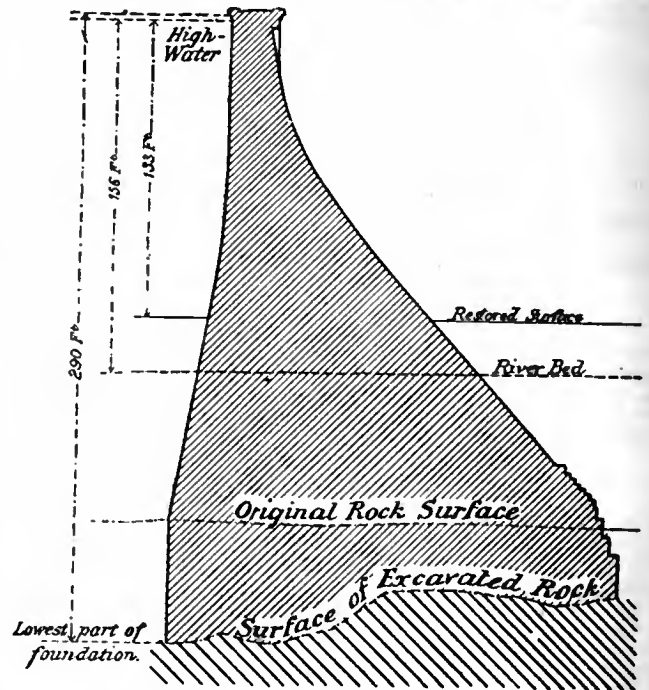 High-
Water
133 Ft.
156 Ft.
290 Ft.
Restored Surface
River Bed
Original Rock Surface
Surface of Excavated Rock
Lowest part of
foundation.